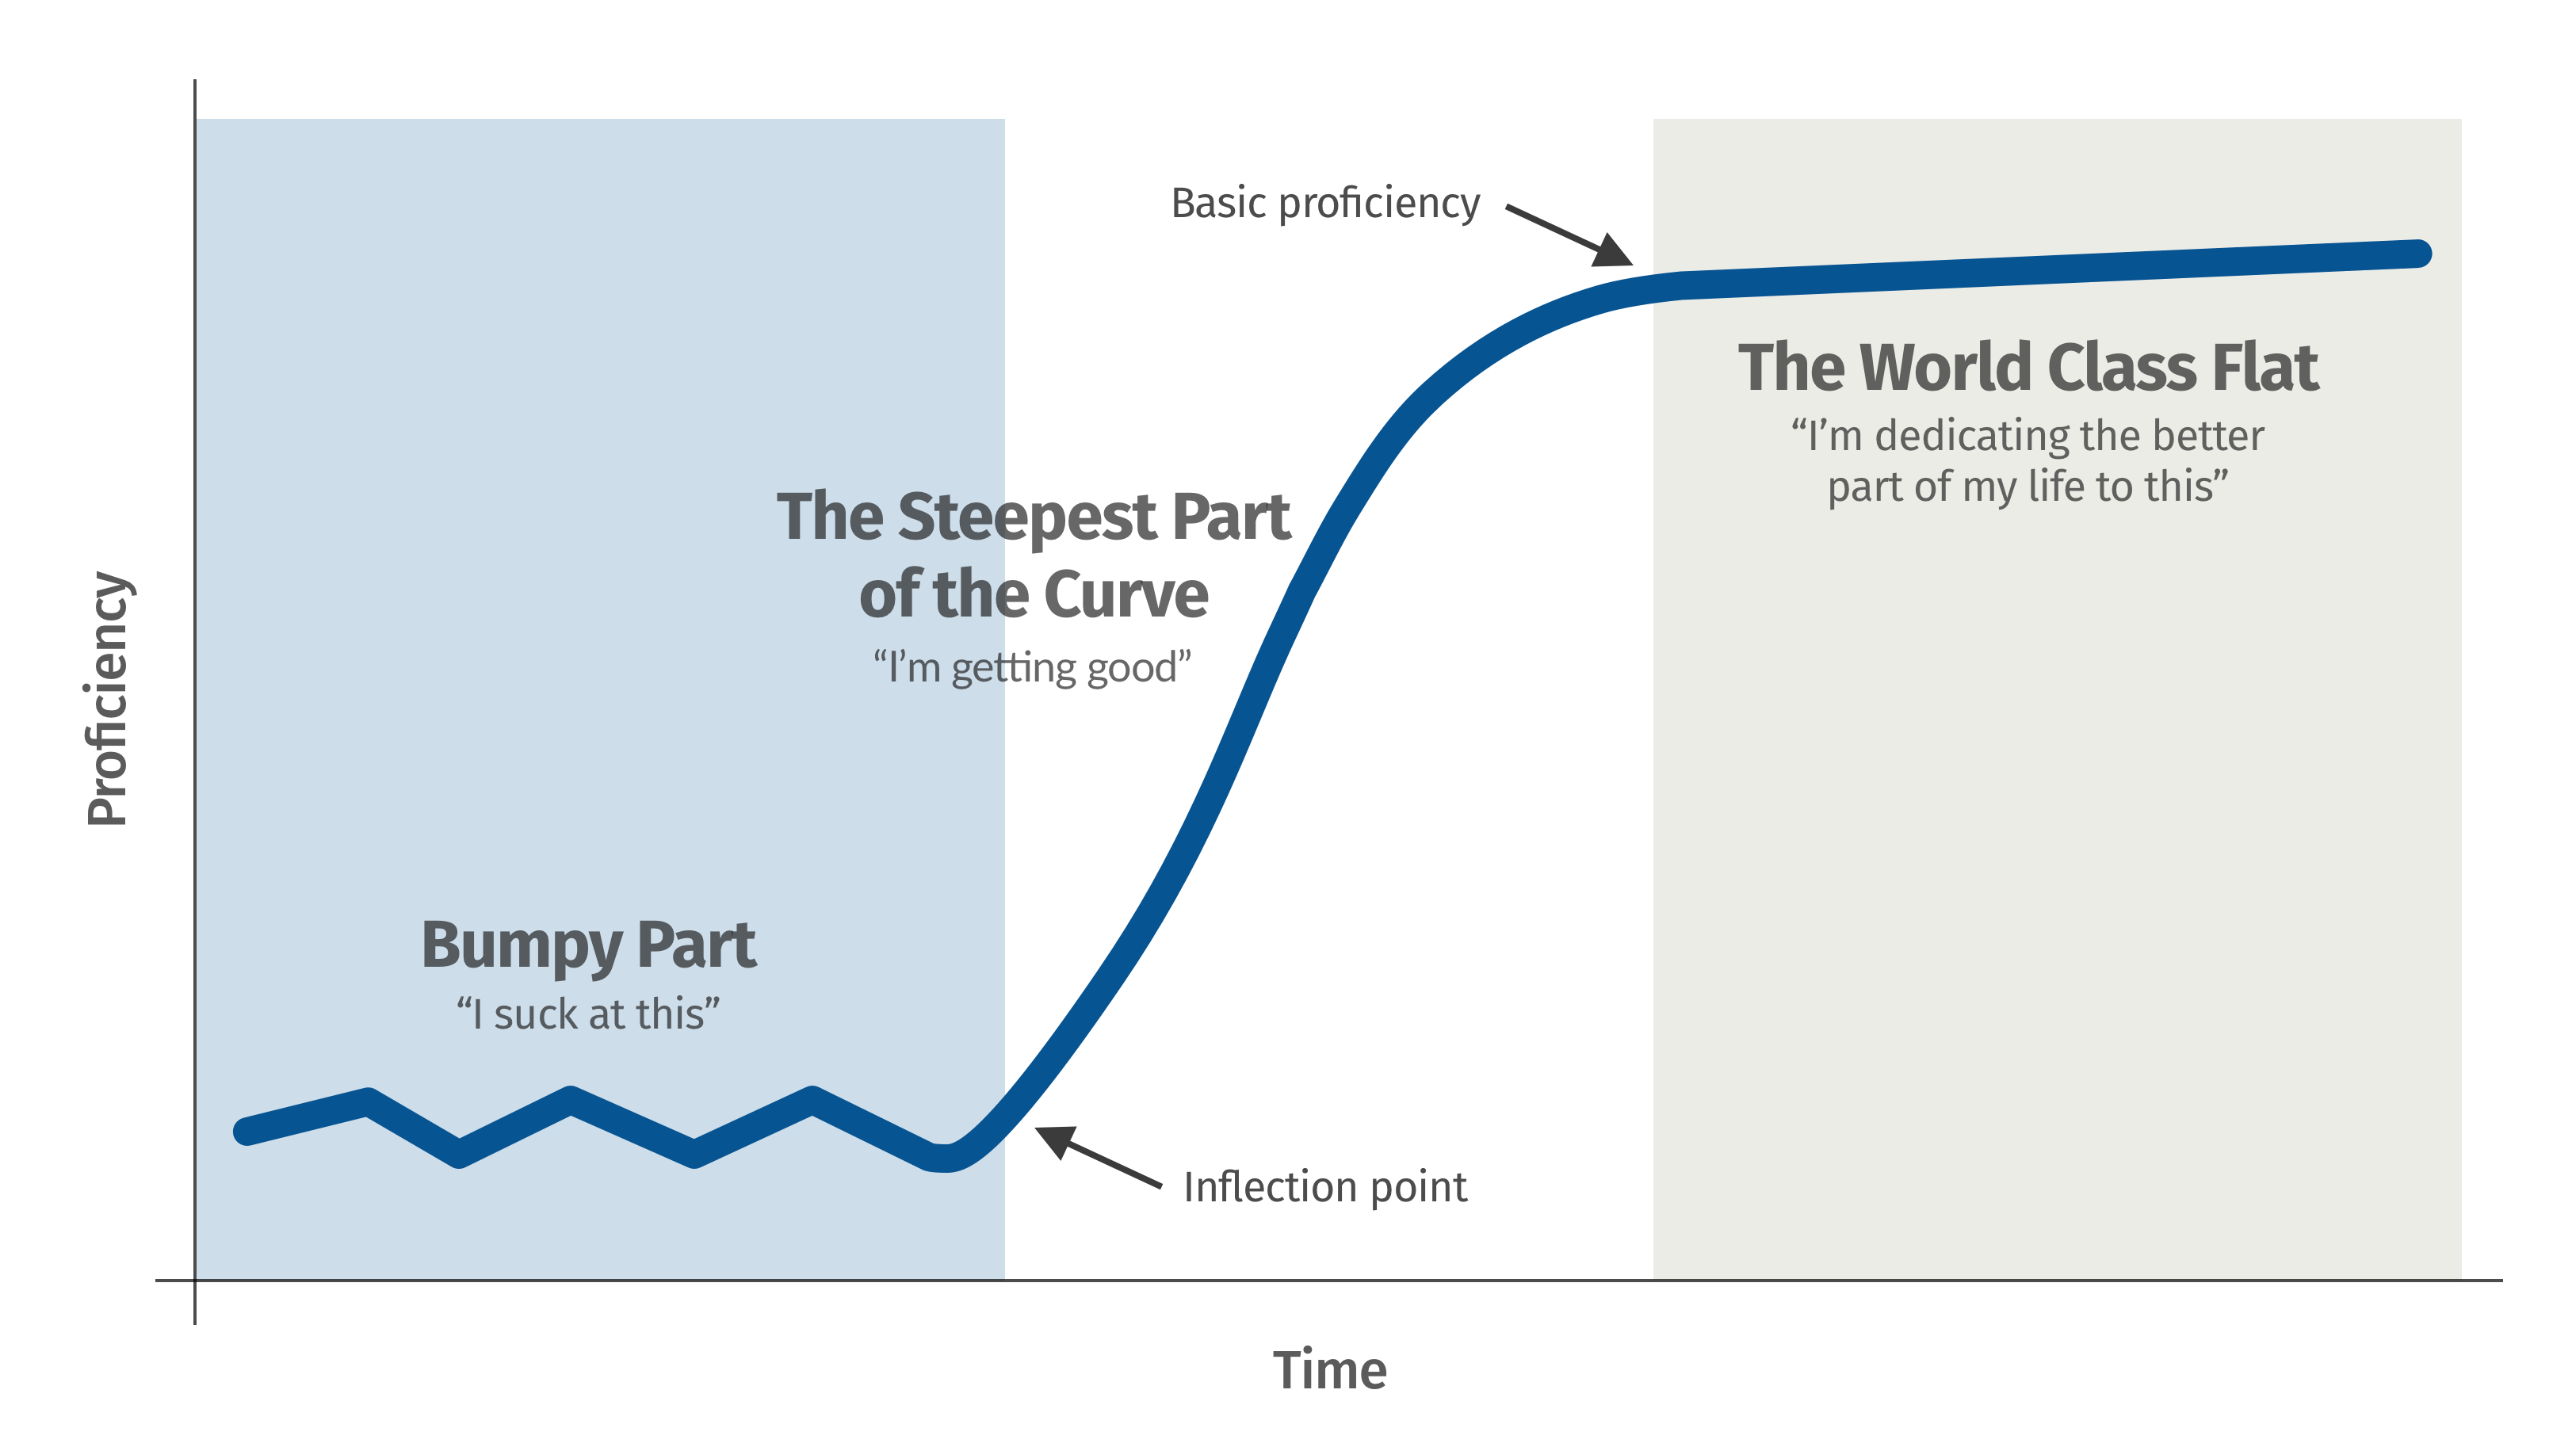 Basic proficiency
The World Class Flat
“I’m dedicating the better
part of my life to this”
The Steepest Part
of the Curve
“I’m getting good”
Proficiency
Bumpy Part
“I suck at this”
Inflection point
Time